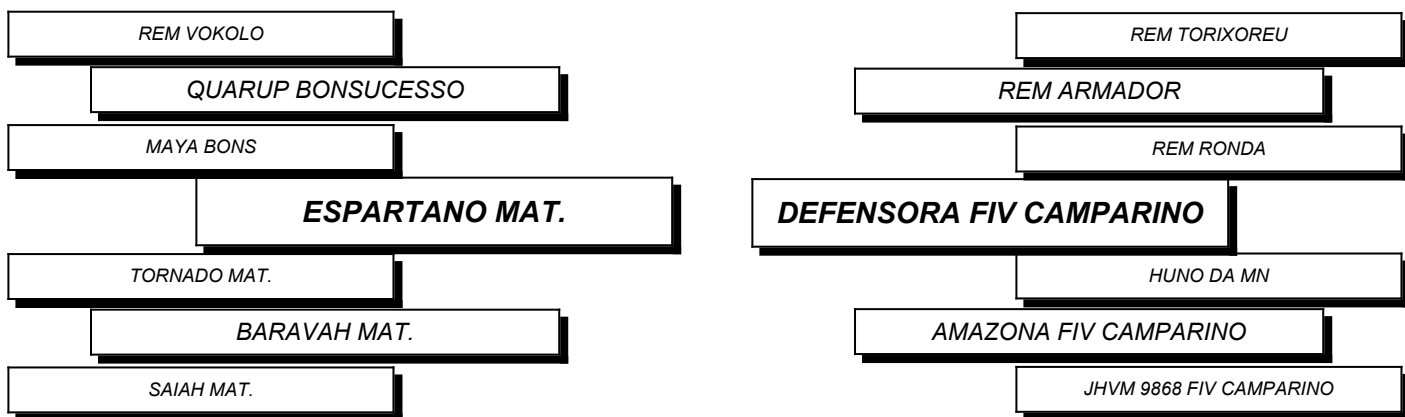 REM VOKOLO
QUARUP BONSUCESSO
MAYA BONS
ESPARTANO MAT.
TORNADO MAT.
BARAVAH MAT.
SAIAH MAT.
REM TORIXOREU
REM ARMADOR
REM RONDA
DEFENSORA FIV CAMPARINO
HUNO DA MN
AMAZONA FIV CAMPARINO
JHVM 9868 FIV CAMPARINO